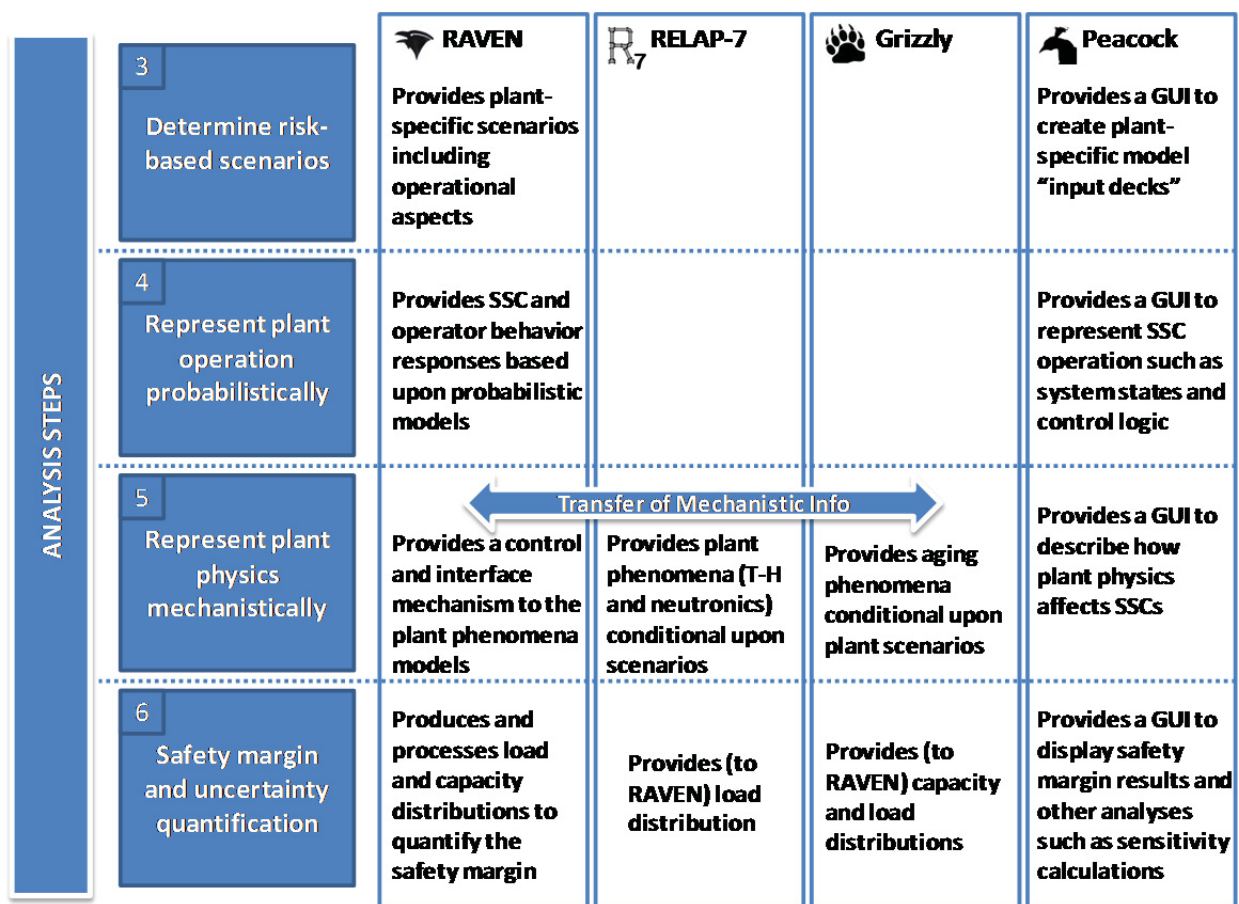 RAVEN
R7 RELAP-7
Grizzly
Peacock
ANALYSIS STEPS
3
Determine risk-
based scenarios
Provides plant-
specific scenarios
including
operational
aspects
Provides a GUI to
create plant-
specific model
“input decks”
4
Represent plant
operation
probabilistically
Provides SSC and
operator behavior
responses based
upon probabilistic
models
Provides a GUI to
represent SSC
operation such as
system states and
control logic
5
Represent plant
physics
mechanistically
Transfer of Mechanistic Info
Provides a control
and interface
mechanism to the
plant phenomena
models
Provides plant
phenomena (T-H
and neutronics)
conditional upon
scenarios
Provides aging
phenomena
conditional upon
plant scenarios
Provides a GUI to
describe how
plant physics
affects SSCs
6
Safety margin
and uncertainty
quantification
Produces and
processes load
and capacity
distributions to
quantify the
safety margin
Provides (to
RAVEN) load
distribution
Provides (to
RAVEN) capacity
and load
distributions
Provides a GUI to
display safety
margin results and
other analyses
such as sensitivity
calculations